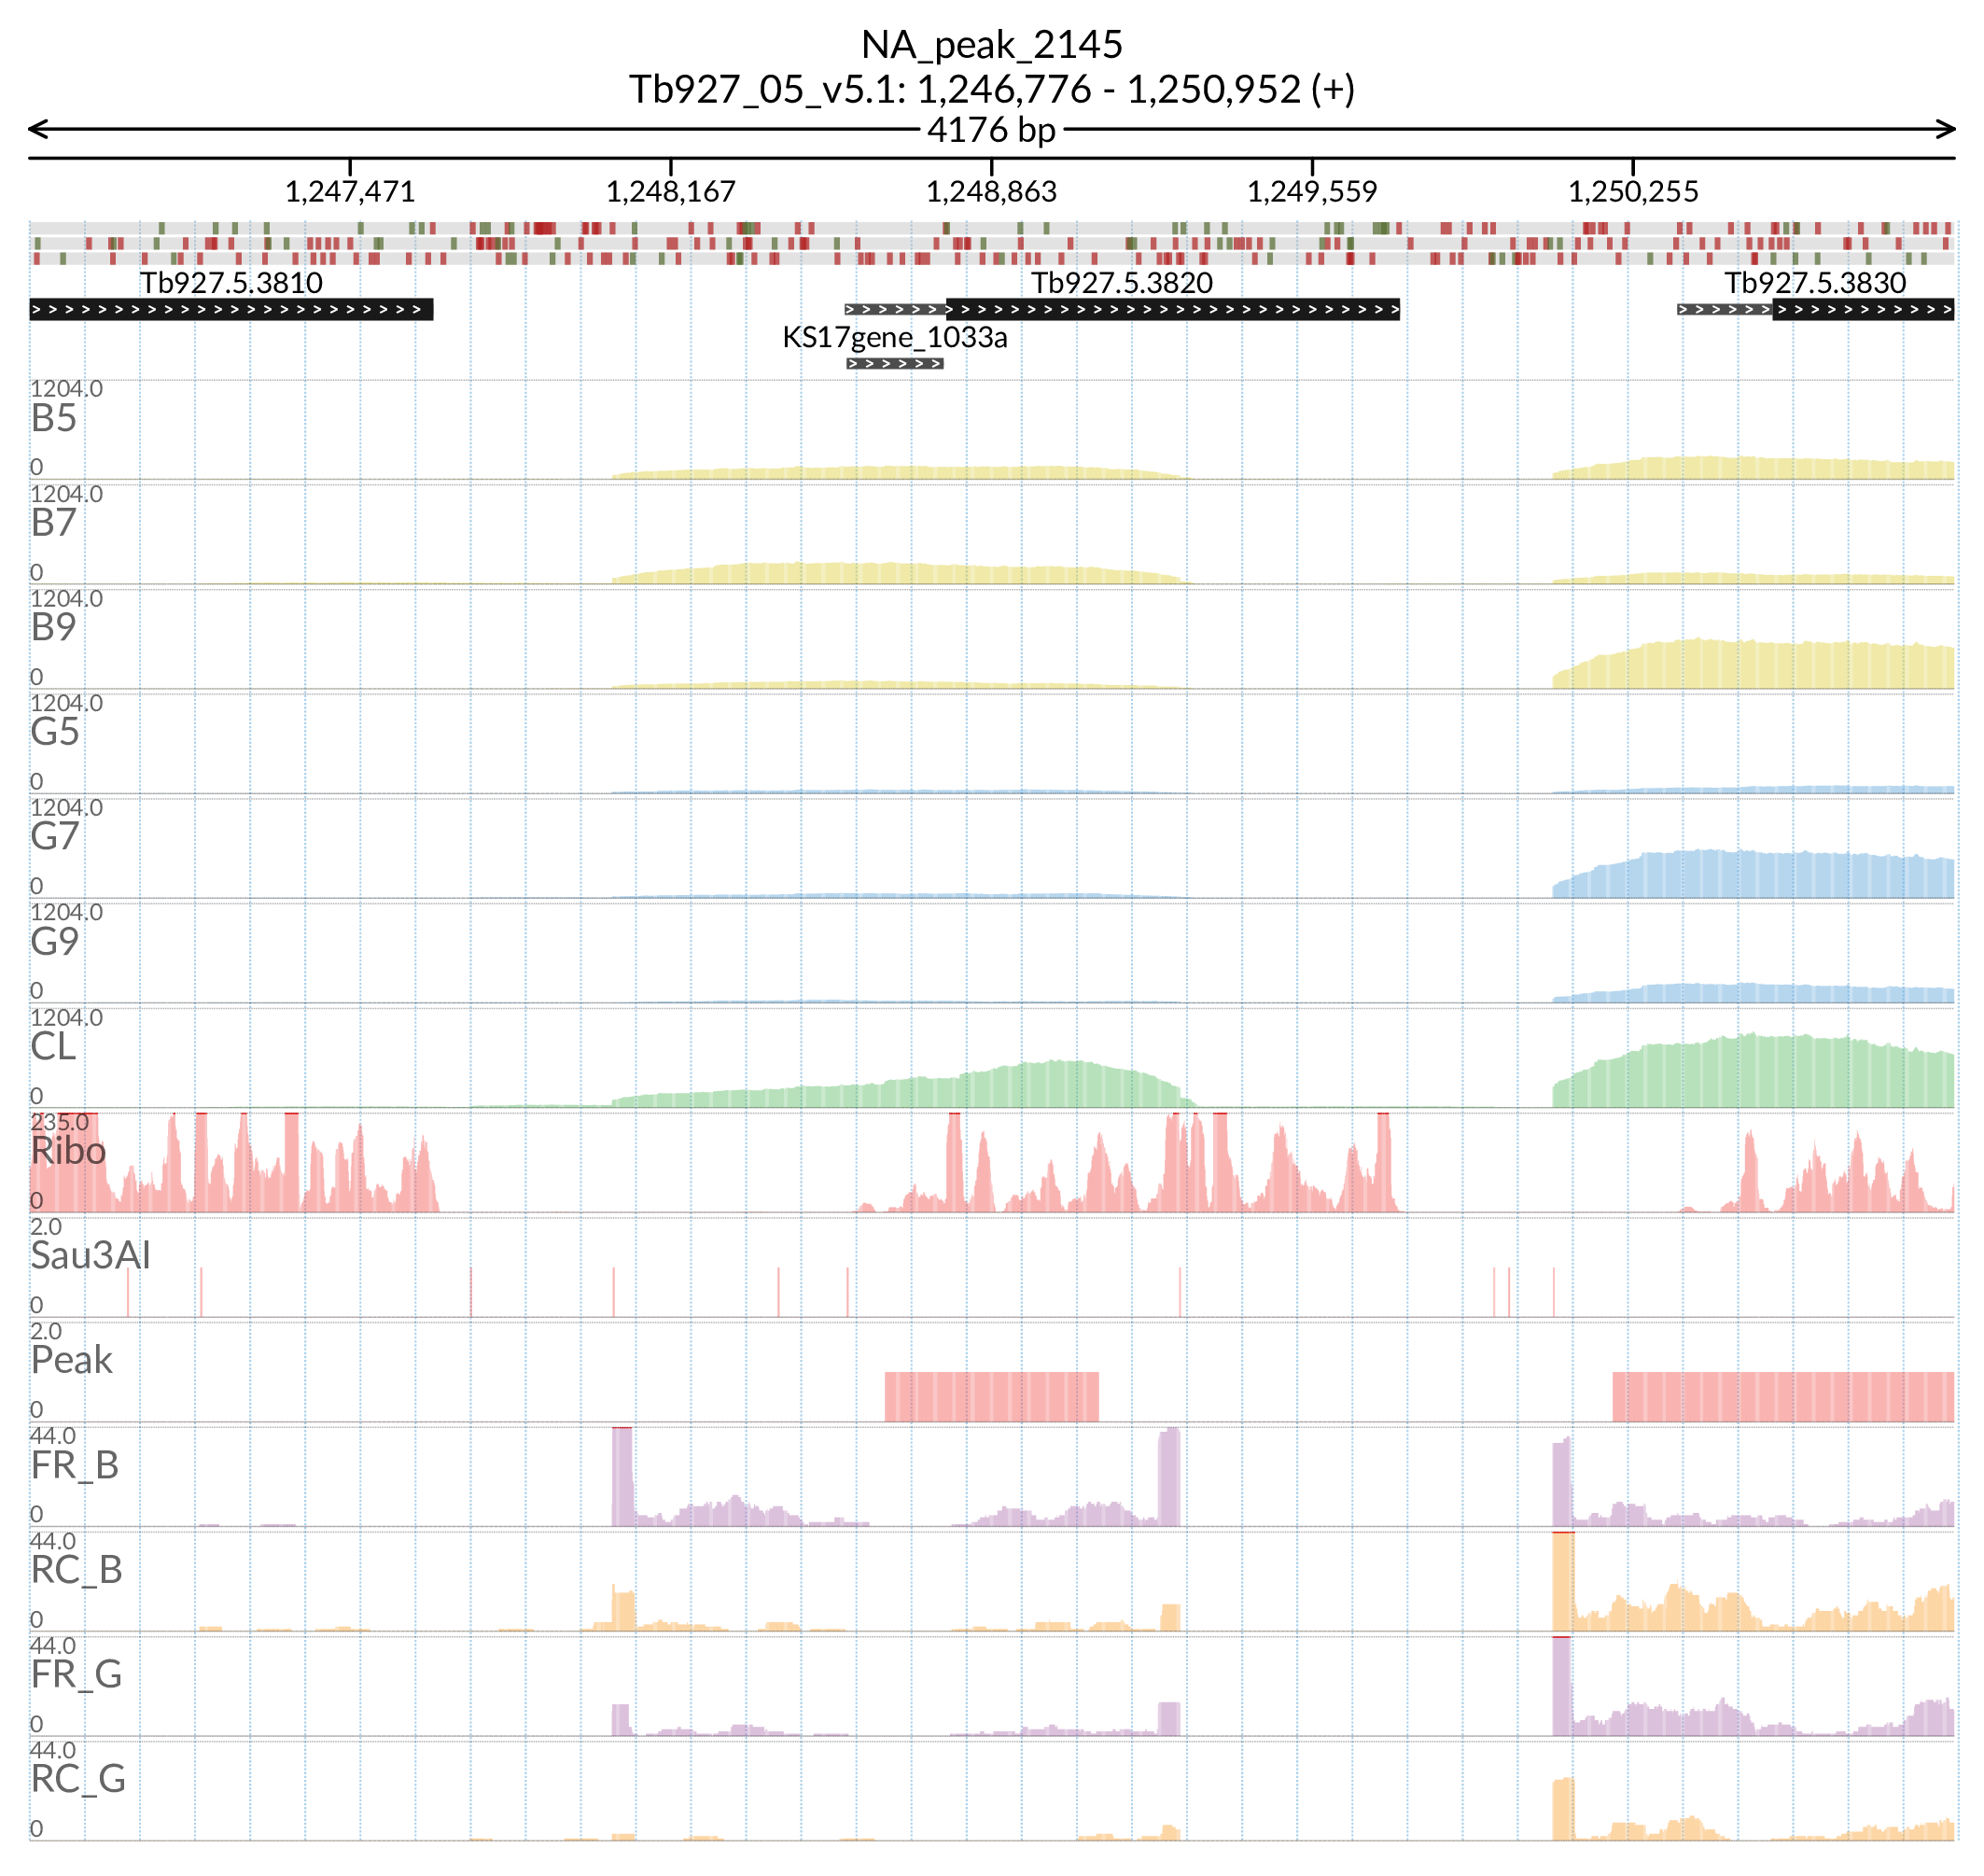 NA_peak_2145
Tb927_05_v5.1: 1,246,776 - 1,250,952 (+)
4176 bp
1,247,471 1,248,167 1,248,863 1,249,559 1,250,255
Tb927.5.3810 Tb927.5.3820 Tb927.5.3830
KS17gene_1033a
1204.0
B5
0
1204.0
B7
0
1204.0
B9
0
1204.0
G5
0
1204.0
G7
0
1204.0
G9
0
1204.0
CL
0
235.0
Ribo
0
2.0
Sau3AI
0
2.0
Peak
0
44.0
FR_B
0
44.0
RC_B
0
44.0
FR_G
0
44.0
RC_G
0